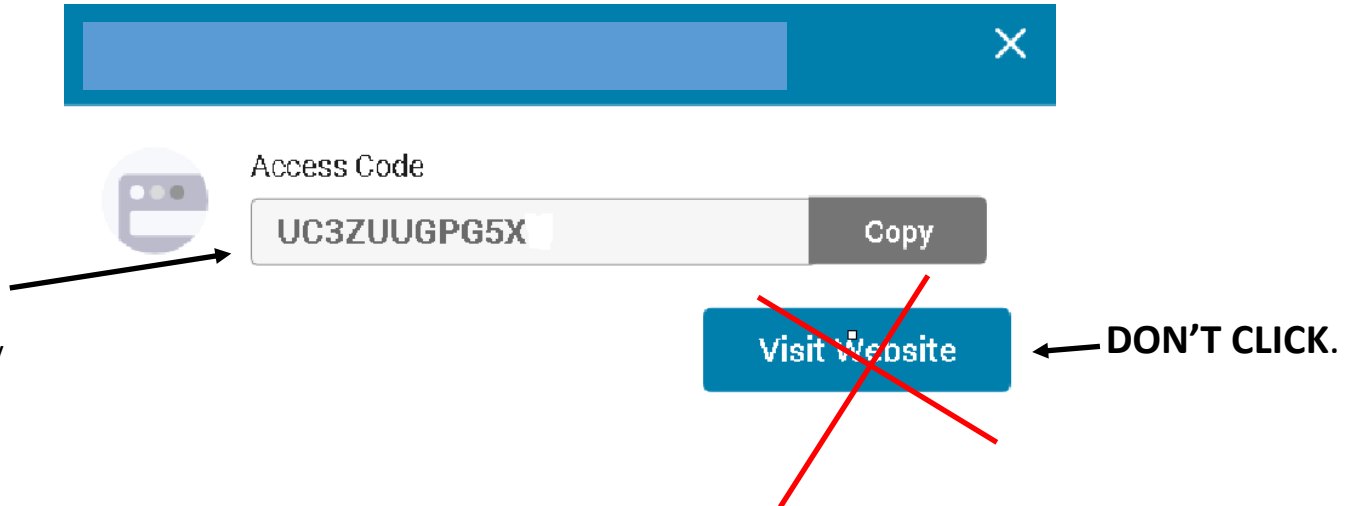 Access Code
UC3ZUUGPG5X
Copy
Visit Website
DON’T CLICK.